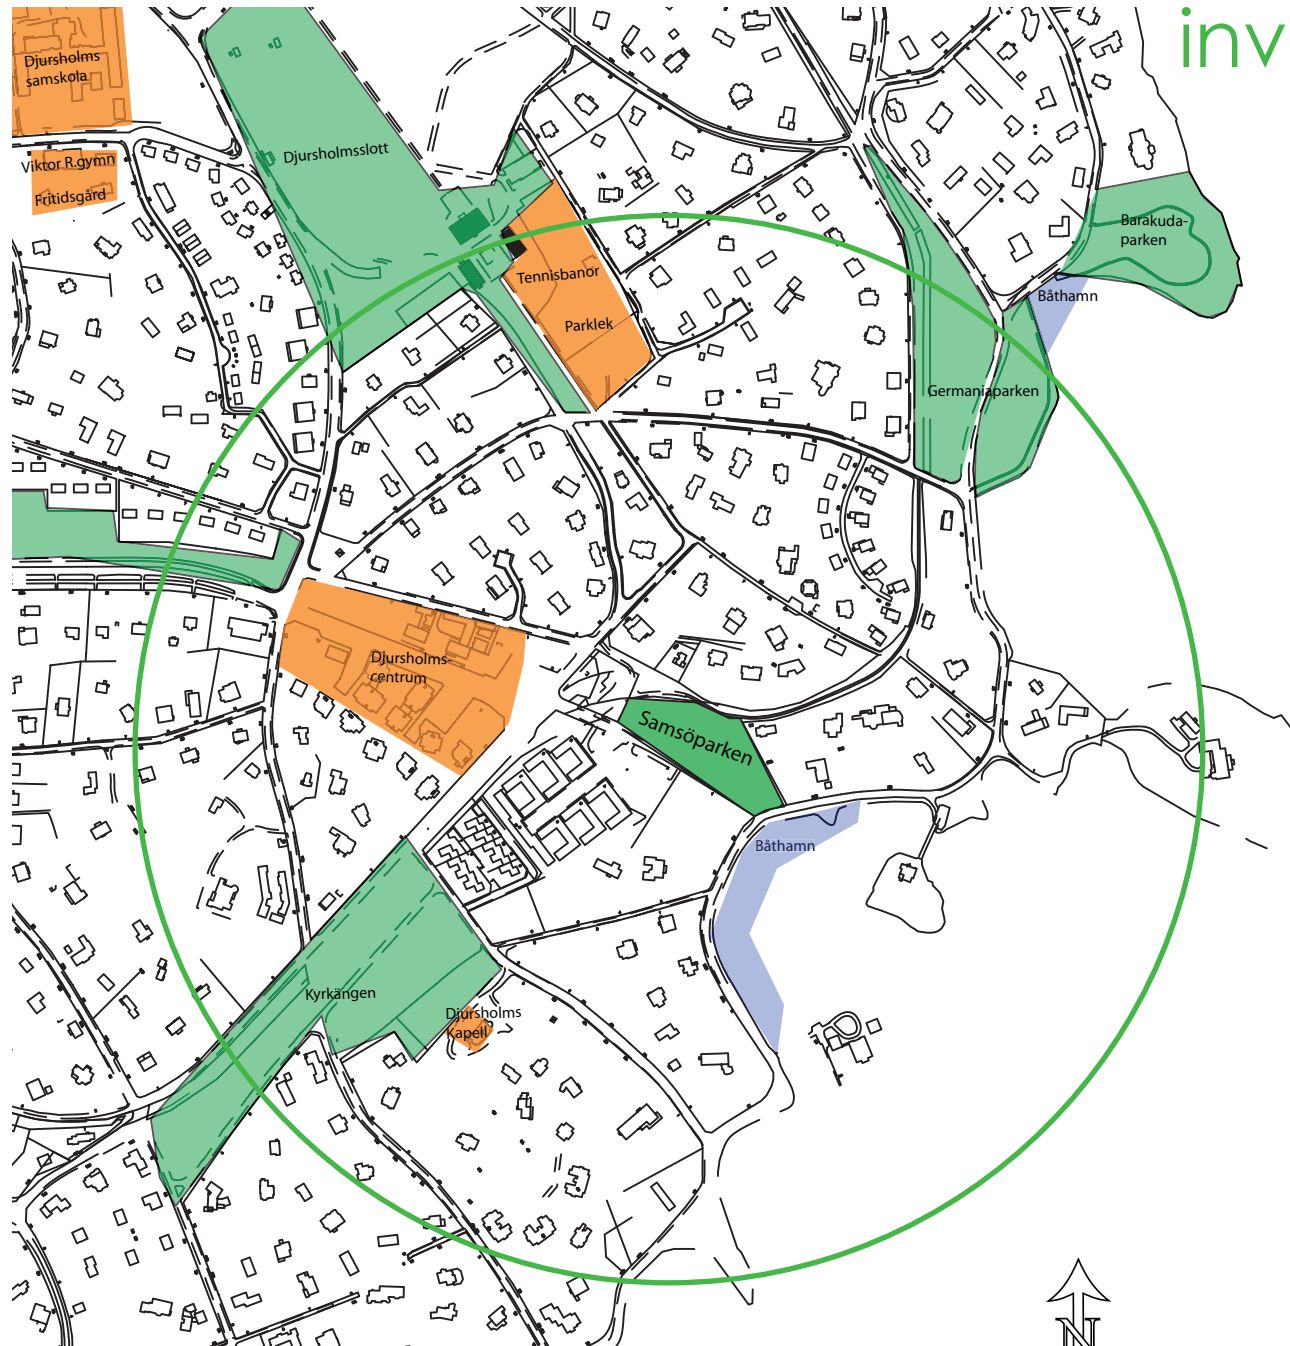 inv
Djursholms
samskola
Viktor R.gymn
Fritidsgård
Djursholmsslott
Barakuda-
parken
Tennisbanor
Båthamn
Parklek
Germaniaparken
Djursholms-
centrum
Samsöparken
Båthamn
Kyrkängen
Djursholms
Kapell
N